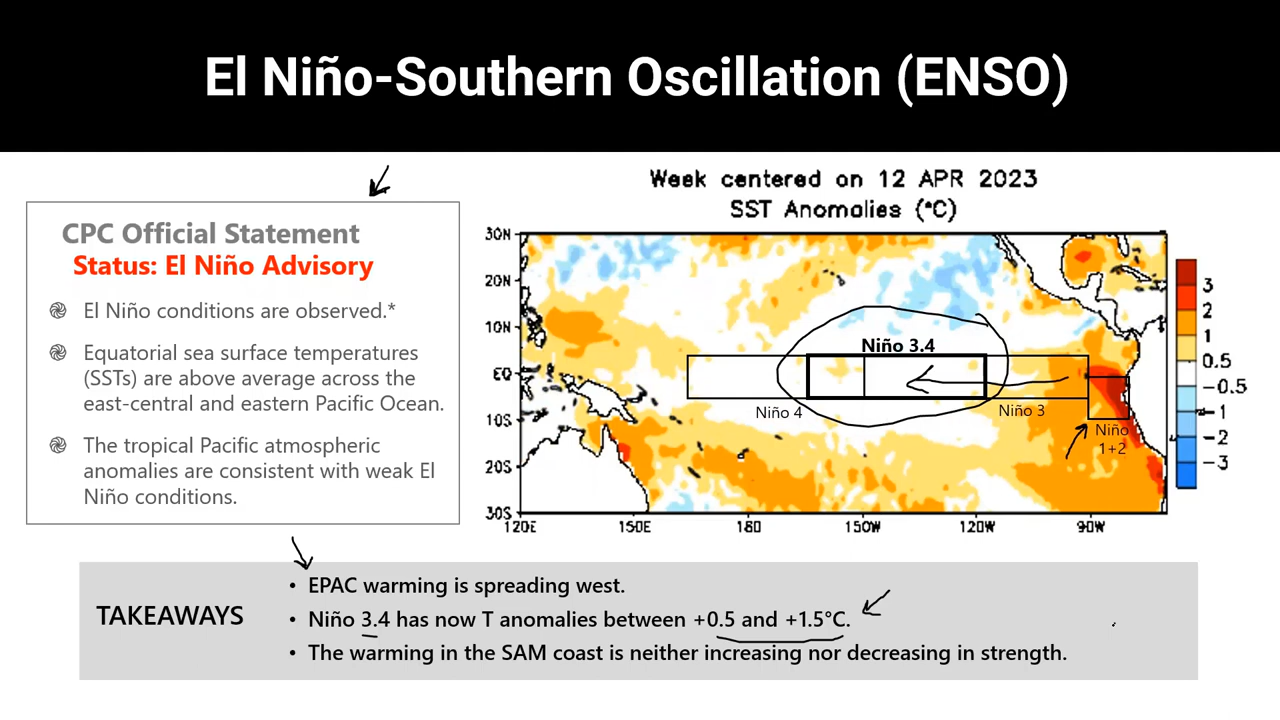 El Niño-Southern Oscillation (ENSO)
CPC Official Statement
Status: El Niño Advisory
El Niño conditions are observed.*
Equatorial sea surface temperatures
(SSTs) are above average across the
east-central and eastern Pacific Ocean.
The tropical Pacific atmospheric
anomalies are consistent with weak El
Niño conditions.
Week centered on 12 APR 2023
SST Anomalies (°C)
30N
20N
10N
EQ
10S
20S
30S
120E 150E 180 150W 120W 90W
Niño 3.4
Niño 4
Niño 3
Niño
1+2
3
2
1
0.5
-0.5
-1
-2
-3
TAKEAWAYS
• EPAC warming is spreading west.
• Niño 3.4 has now T anomalies between +0.5 and +1.5°C.
• The warming in the SAM coast is neither increasing nor decreasing in strength.